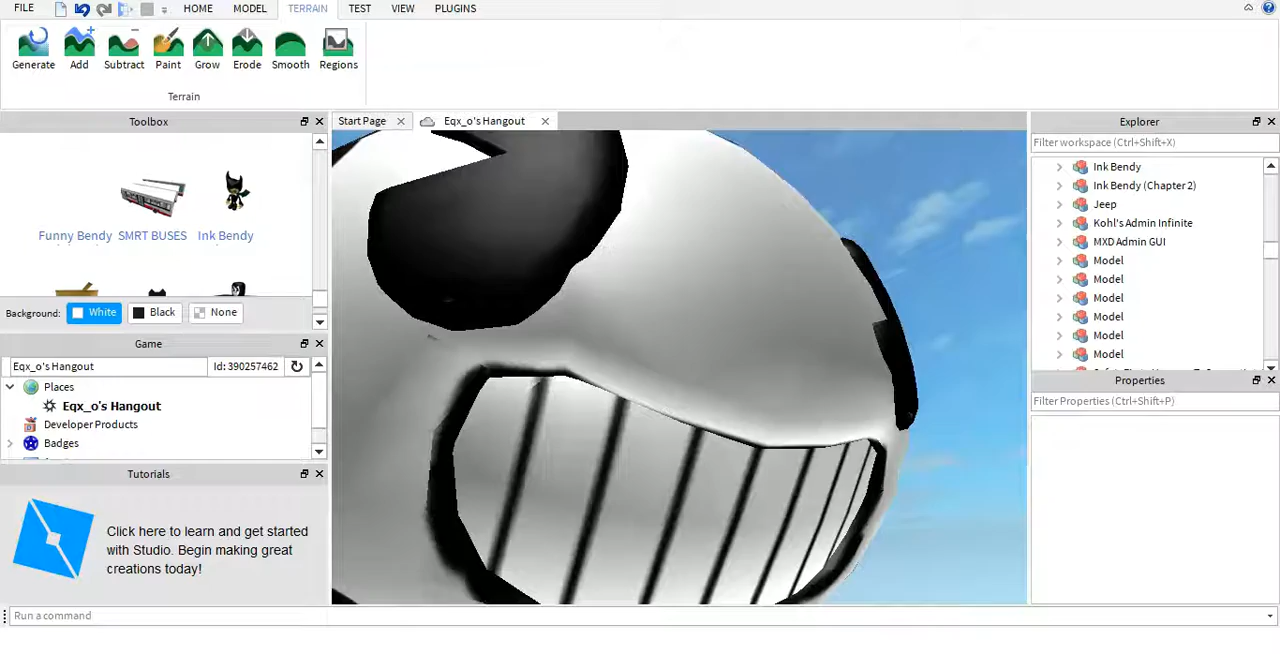 FILE HOME MODEL TERRAIN TEST VIEW PLUGINS
Generate Add Subtract Paint Grow Erode Smooth Regions
Terrain
Toolbox
Start Page Eqx_o's Hangout
Explorer
Filter workspace (Ctrl+Shift+X)
Ink Bendy
Ink Bendy (Chapter 2)
Jeep
Kohl's Admin Infinite
MXD Admin GUI
Model
Model
Model
Model
Model
Model
Funny Bendy SMRT BUSES Ink Bendy
Background: White Black None
Game
Eqx_o's Hangout Id: 390257462
Places
Eqx_o's Hangout
Developer Products
Badges
Properties
Filter Properties (Ctrl+Shift+P)
Tutorials
Click here to learn and get started
with Studio. Begin making great
creations today!
Run a command